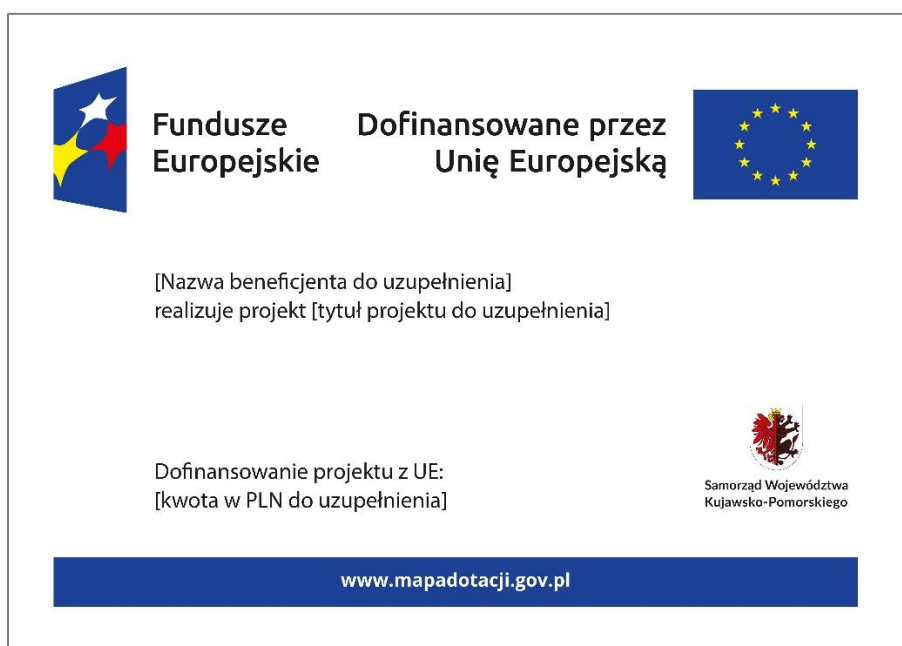 Fundusze
Europejskie
Dofinansowane przez
Unię Europejską
[Nazwa beneficjenta do uzupełnienia]
realizuje projekt [tytuł projektu do uzupełnienia]
Dofinansowanie projektu z UE:
[kwota w PLN do uzupełnienia]
Samorząd Województwa
Kujawsko-Pomorskiego
www.mapadotacji.gov.pl